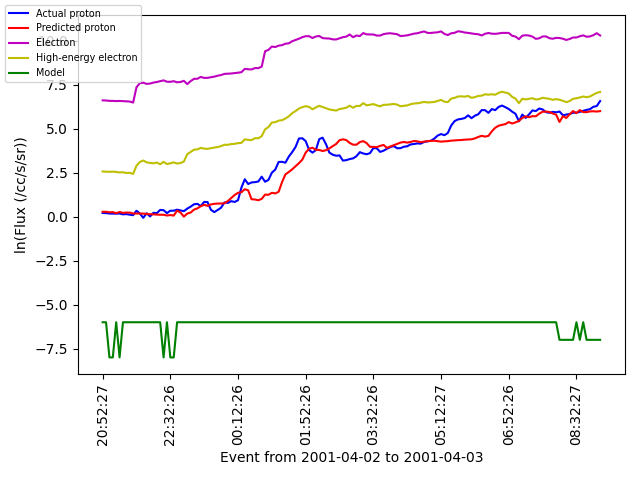 Actual proton
Predicted proton
Electron
High-energy electron
Model
7.5
5.0
2.5
0.0
−2.5
−5.0
−7.5
ln(Flux (/cc/s/sr))
20:52:27
22:32:26
00:12:26
01:52:26
03:32:26
05:12:27
06:52:26
08:32:27
Event from 2001-04-02 to 2001-04-03